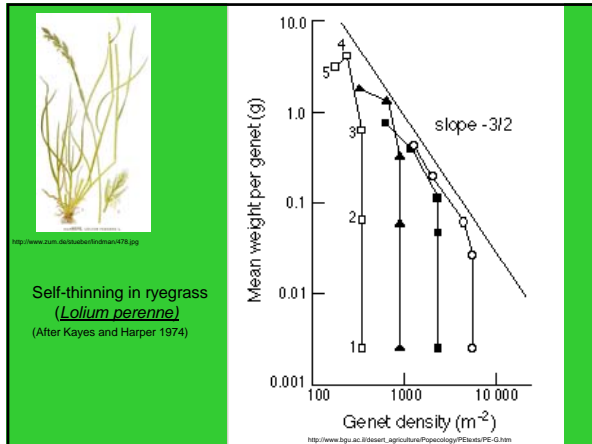 http://www.zum.de/stueber/lindman/478.jpg
Self-thinning in ryegrass
(Lolium perenne)
(After Kayes and Harper 1974)
Mean weight per genet (g)
10.0
1.0
0.1
0.01
0.001
4
5
3
2
1
slope -3/2
100
1000
10 000
Genet density (m-2)
http://www.bgu.ac.il/desert_agriculture/Popecology/PEtexts/PE-G.htm